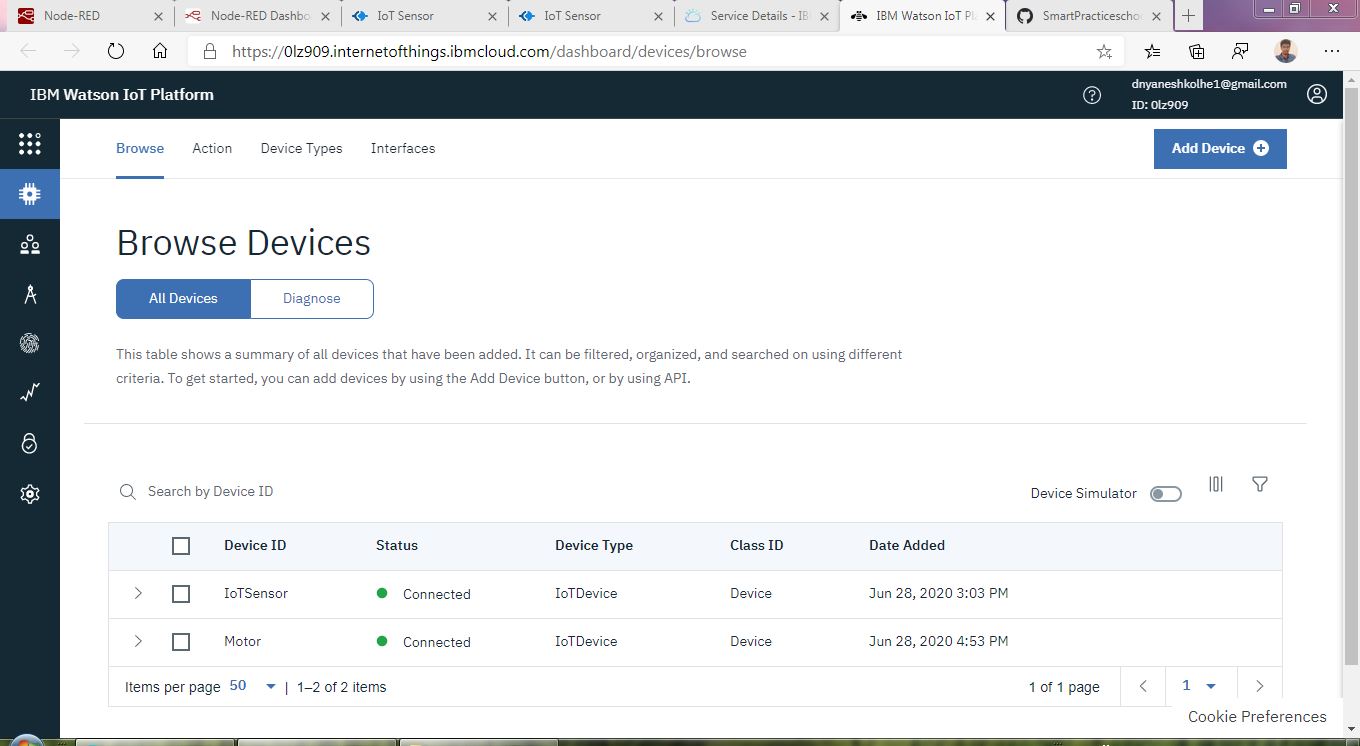 Node-RED
Node-RED Dashbo
IoT Sensor
IoT Sensor
Service Details - IB
IBM Watson IoT Pl
SmartPracticescho
https://0lz909.internetofthings.ibmcloud.com/dashboard/devices/browse
IBM Watson IoT Platform
dnyaneshkolhe1@gmail.com
ID: 0lz909
Browse Action Device Types Interfaces
Add Device
Browse Devices
All Devices Diagnose
This table shows a summary of all devices that have been added. It can be filtered, organized, and searched on using different
criteria. To get started, you can add devices by using the Add Device button, or by using API.
Search by Device ID
Device Simulator
Device ID Status Device Type Class ID Date Added
IoTSensor Connected IoTDevice Device Jun 28, 2020 3:03 PM
Motor Connected IoTDevice Device Jun 28, 2020 4:53 PM
Items per page 50 | 1–2 of 2 items 1 of 1 page 1
Cookie Preferences